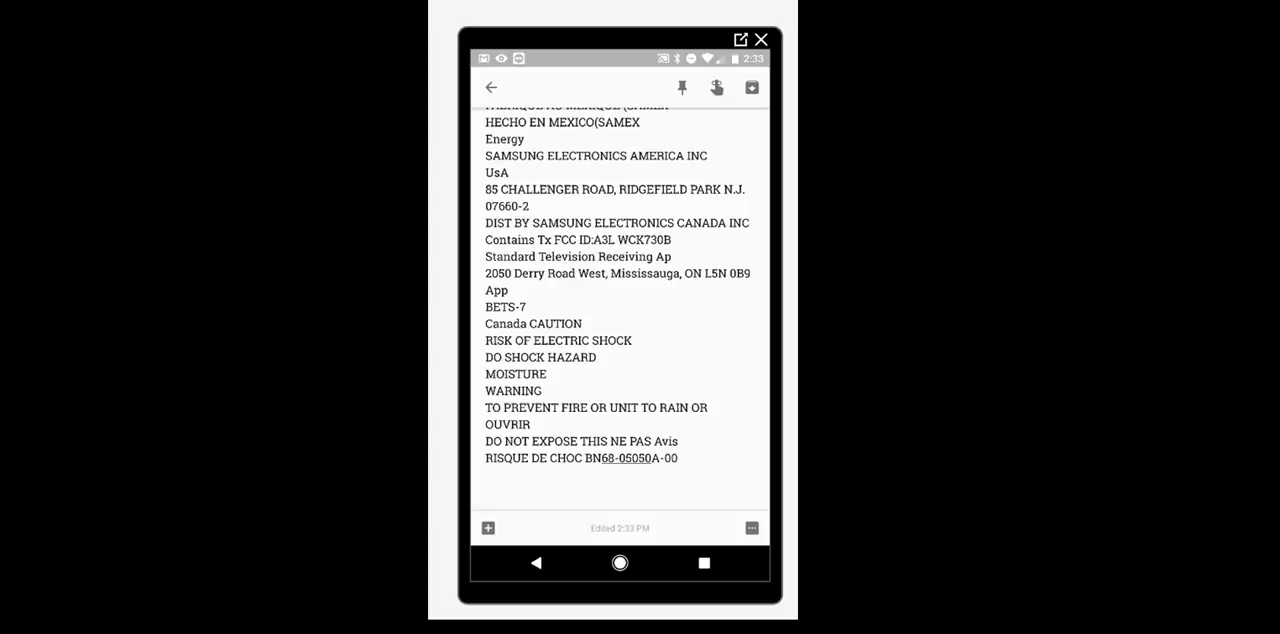 2:33
HECHO EN MEXICO(SAMEX
Energy
SAMSUNG ELECTRONICS AMERICA INC
UsA
85 CHALLENGER ROAD, RIDGEFIELD PARK N.J.
07660-2
DIST BY SAMSUNG ELECTRONICS CANADA INC
Contains Tx FCC ID:A3L WCK730B
Standard Television Receiving Ap
2050 Derry Road West, Mississauga, ON L5N 0B9
App
BETS-7
Canada CAUTION
RISK OF ELECTRIC SHOCK
DO SHOCK HAZARD
MOISTURE
WARNING
TO PREVENT FIRE OR UNIT TO RAIN OR
OUVRIR
DO NOT EXPOSE THIS NE PAS Avis
RISQUE DE CHOC BN68-05050A-00
Edited 2:33 PM